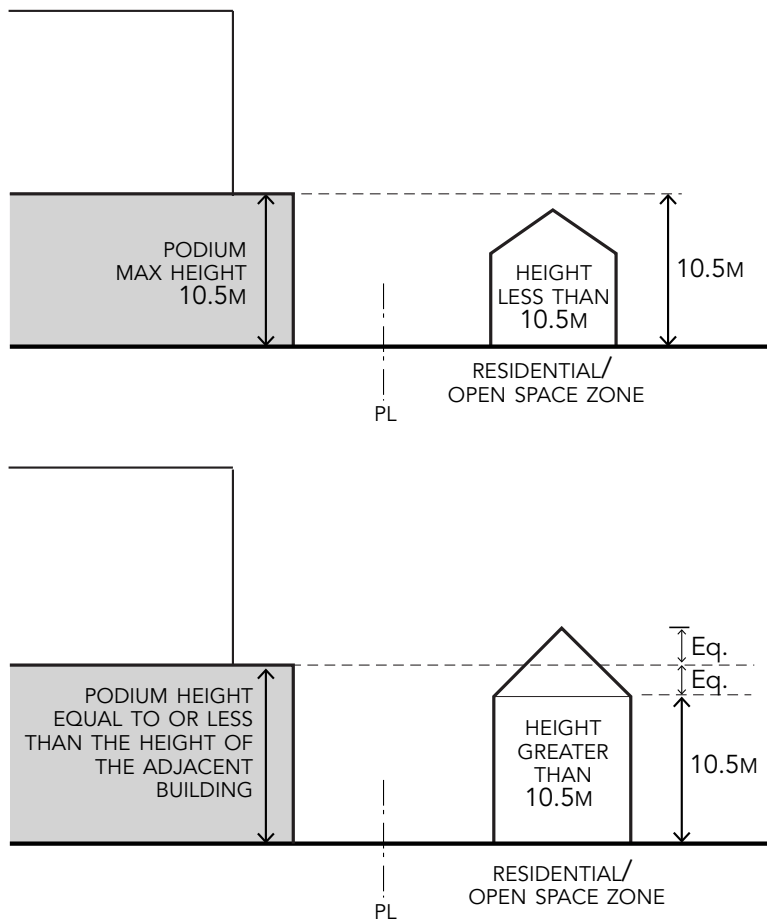 PODIUM
MAX HEIGHT
10.5M
HEIGHT
LESS THAN
10.5M
10.5M
RESIDENTIAL/
OPEN SPACE ZONE
PL
Eq.
Eq.
PODIUM HEIGHT
EQUAL TO OR LESS
THAN THE HEIGHT OF
THE ADJACENT
BUILDING
HEIGHT
GREATER
THAN
10.5M
10.5M
RESIDENTIAL/
OPEN SPACE ZONE
PL